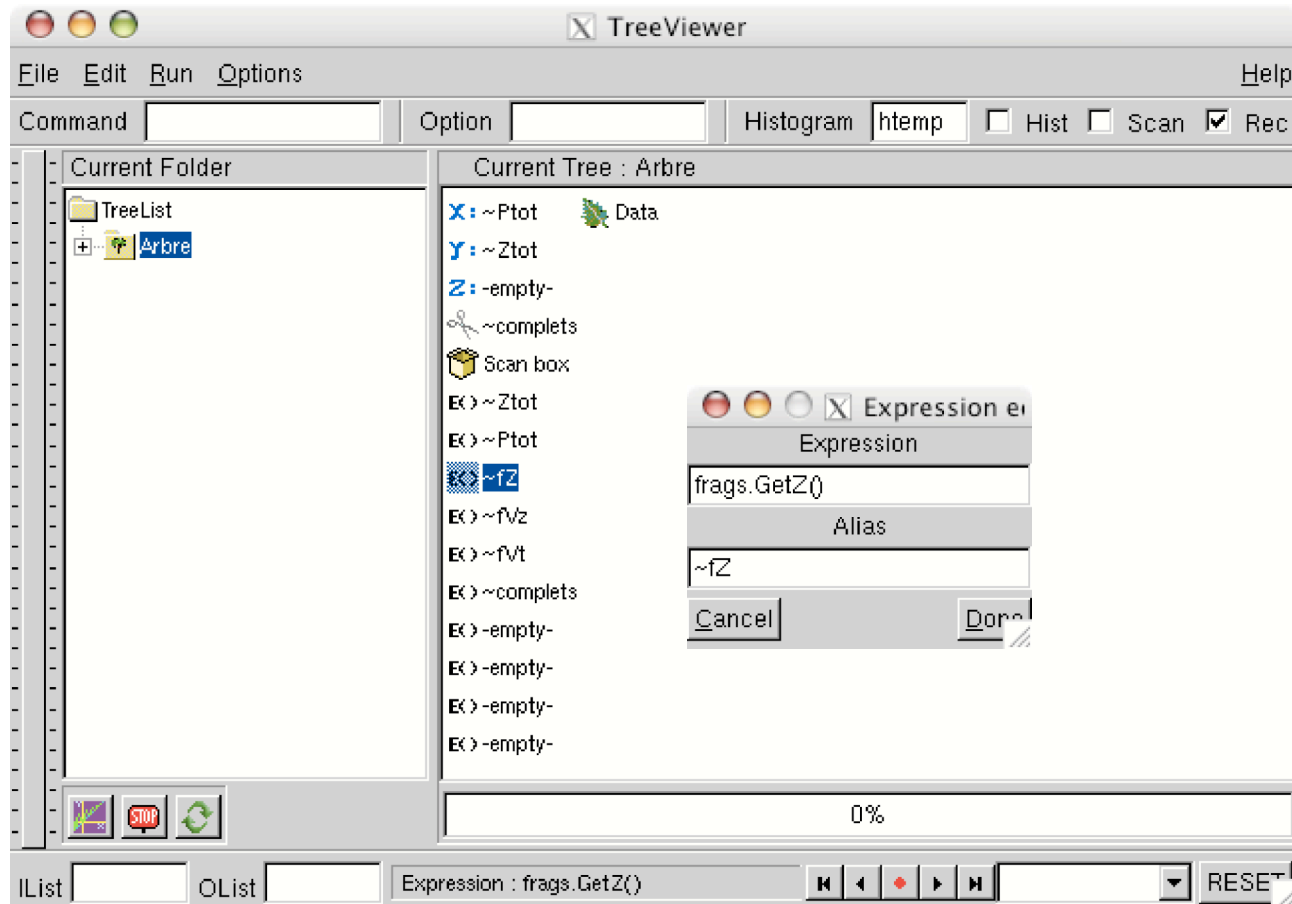 TreeViewer
File Edit Run Options Help
Command Option Histogram htemp Hist Scan Rec
Current Folder
Current Tree : Arbre
TreeList
Arbre
X: ~Ptot
Data
Y: ~Ztot
Z: -empty-
~complets
Scan box
E() ~Ztot
E() ~Ptot
E() ~fZ
E() ~fVz
E() ~fVt
E() ~complets
E() -empty-
E() -empty-
E() -empty-
E() -empty-
Expression
frags.GetZ()
Alias
~fZ
Cancel
STOP
0%
IList OList Expression : frags.GetZ() RESET